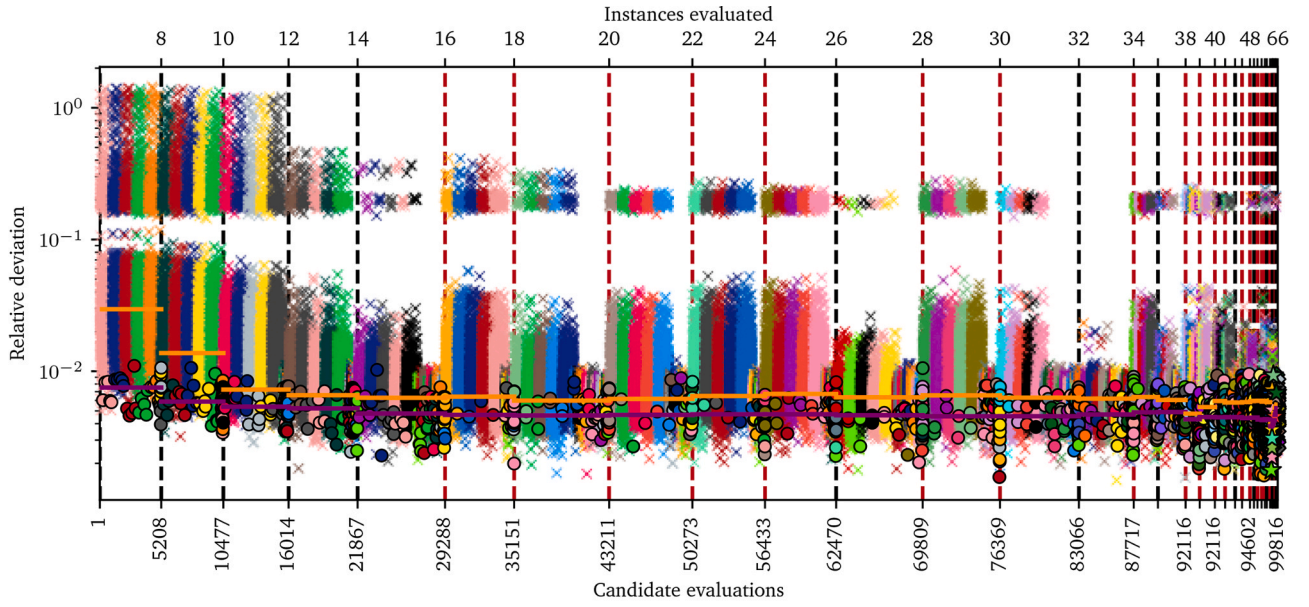 Instances evaluated
8 10 12 14 16 18 20 22 24 26 28 30 32 34 38 40 48 66
Relative deviation
10⁰
10⁻¹
10⁻²
1 5208 10477 16014 21867 29288 35151 43211 50273 56433 62470 69809 76369 83066 87717 92116 92116 94602 99816
Candidate evaluations